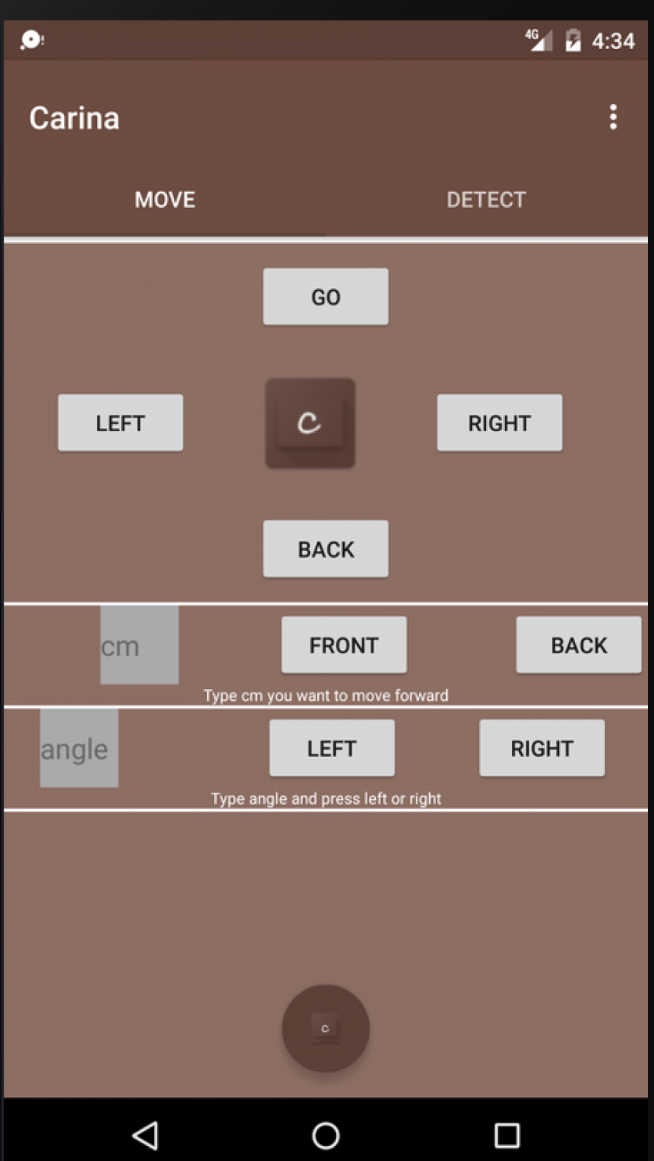 4G 4:34
Carina
MOVE DETECT
GO
LEFT C RIGHT
BACK
cm FRONT BACK
Type cm you want to move forward
angle LEFT RIGHT
Type angle and press left or right
C